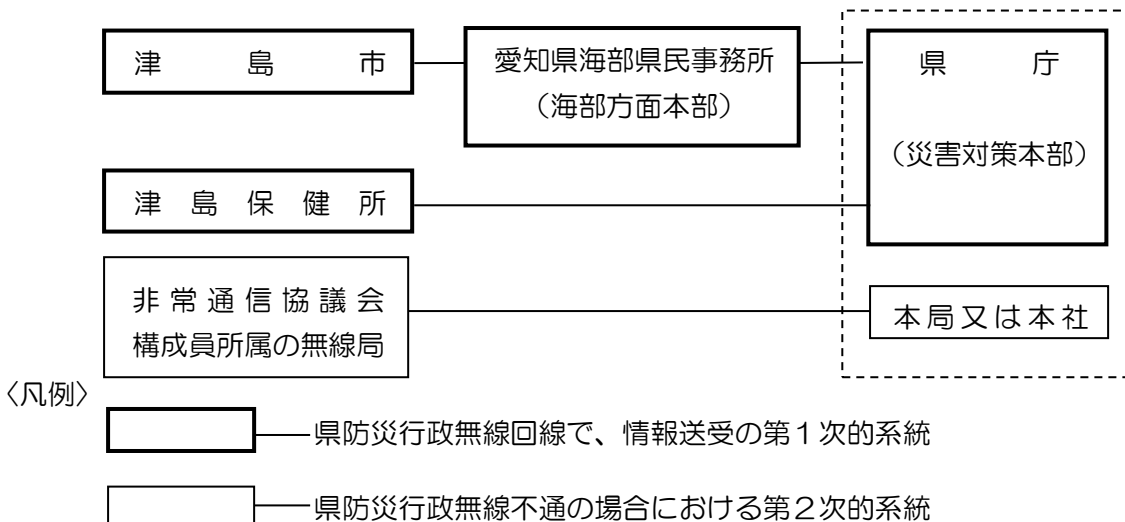 津島市
愛知県海部県民事務所
（海部方面本部）
県庁
（災害対策本部）
津島保健所
非常通信協議会
構成員所属の無線局
本局又は本社
〈凡例〉
県防災行政無線回線で、情報送受の第１次的系統
県防災行政無線不通の場合における第２次的系統